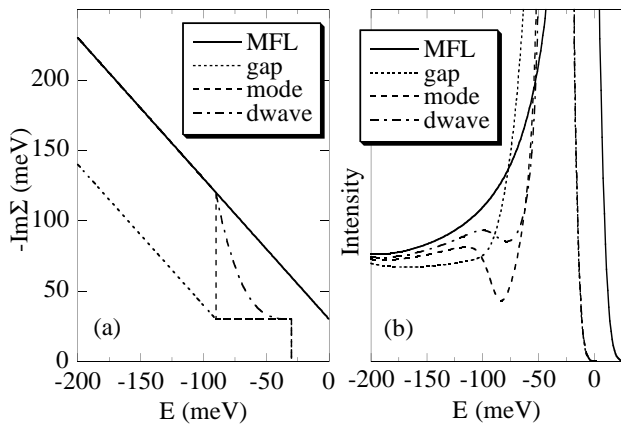 200
150
100
50
0
-ImΣ (meV)
MFL
gap
mode
dwave
(a)
-200 -150 -100 -50 0
E (meV)
Intensity
MFL
gap
mode
dwave
(b)
-200 -150 -100 -50 0
E (meV)